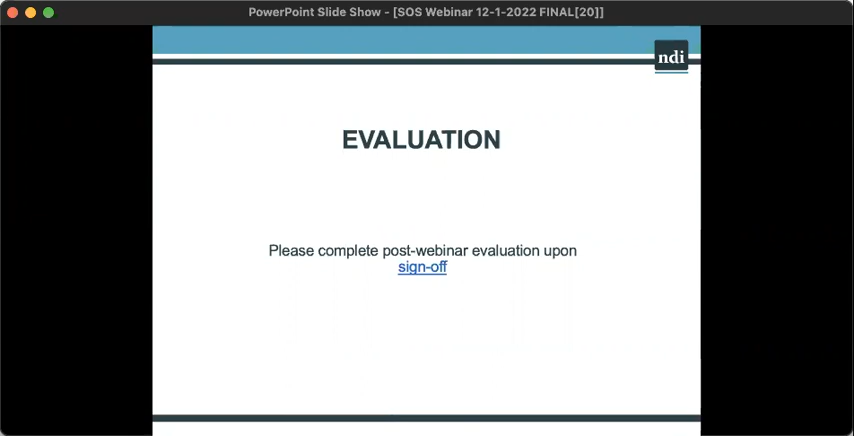 PowerPoint Slide Show - [SOS Webinar 12-1-2022 FINAL[20]]
ndi
EVALUATION
Please complete post-webinar evaluation upon
sign-off